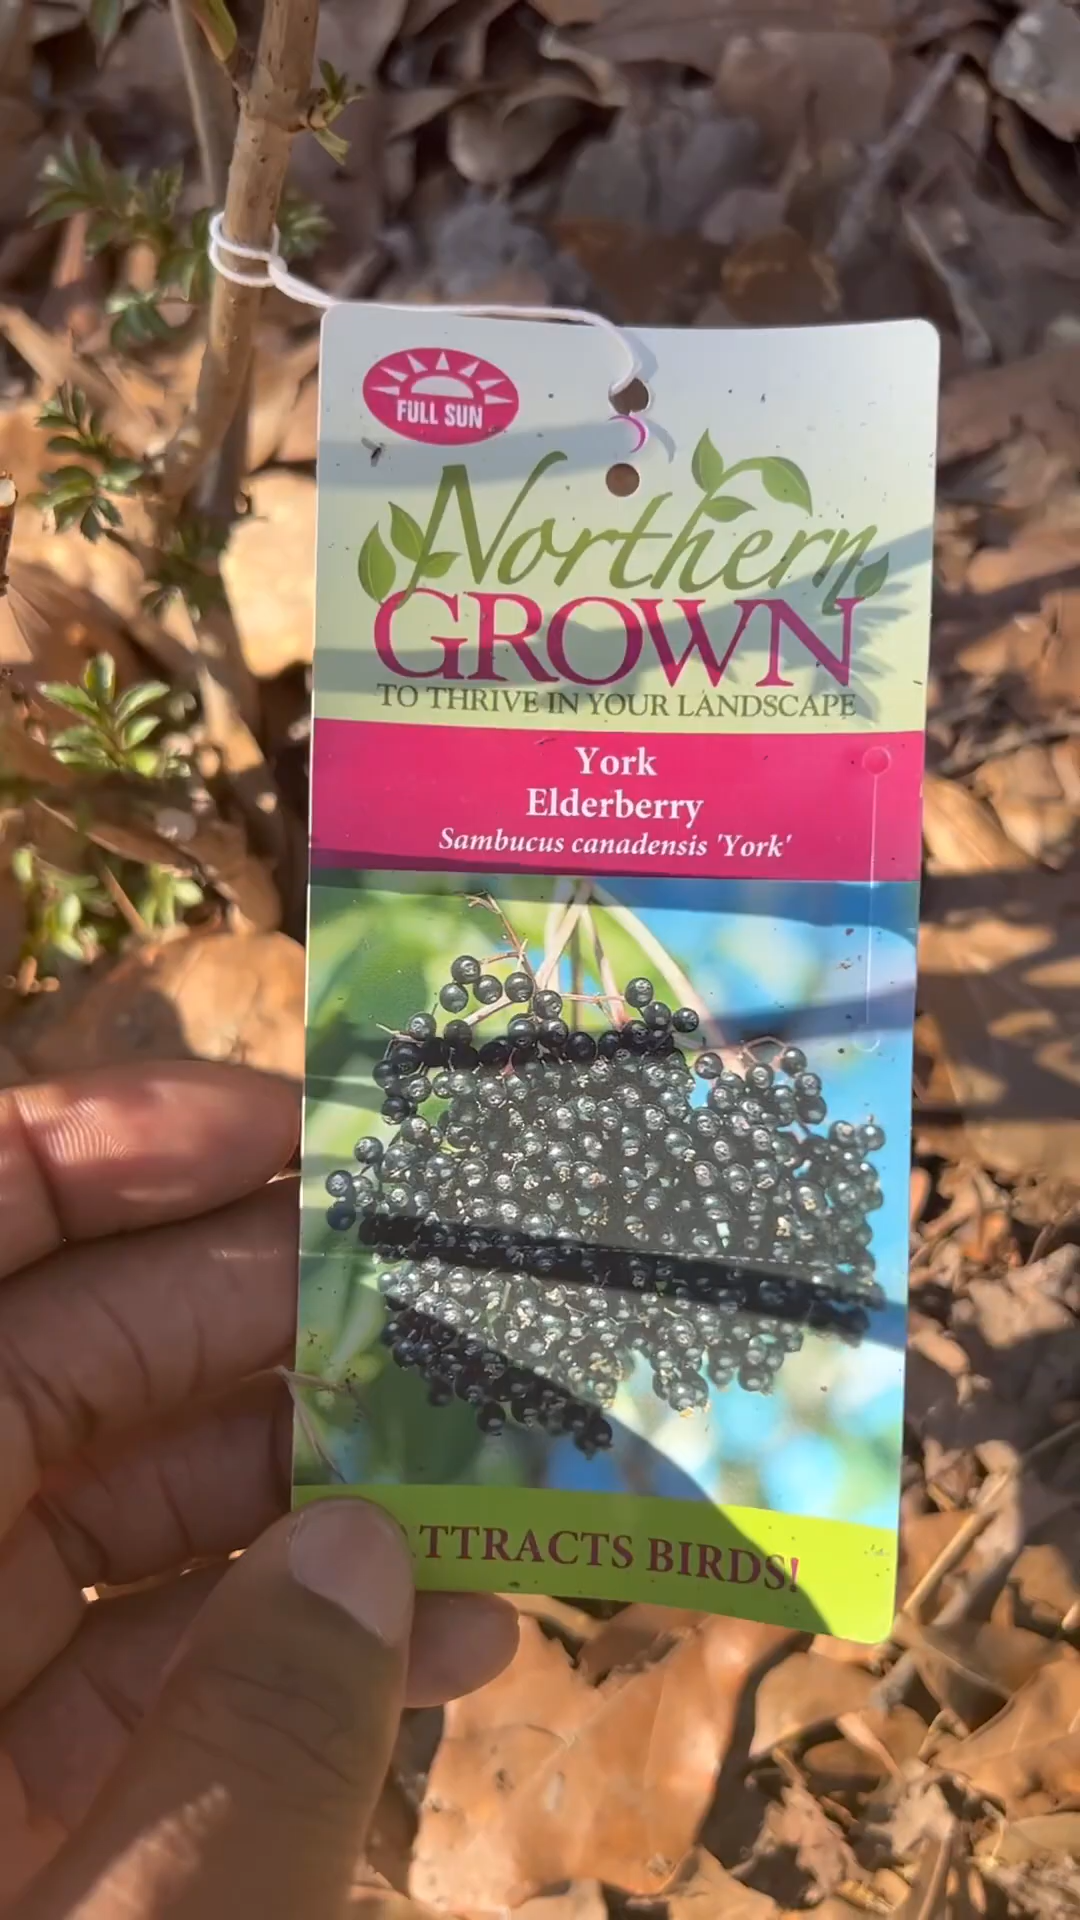 FULL SUN
Northern
GROWN
TO THRIVE IN YOUR LANDSCAPE
York
Elderberry
Sambucus canadensis 'York'
TTRACTS BIRDS!